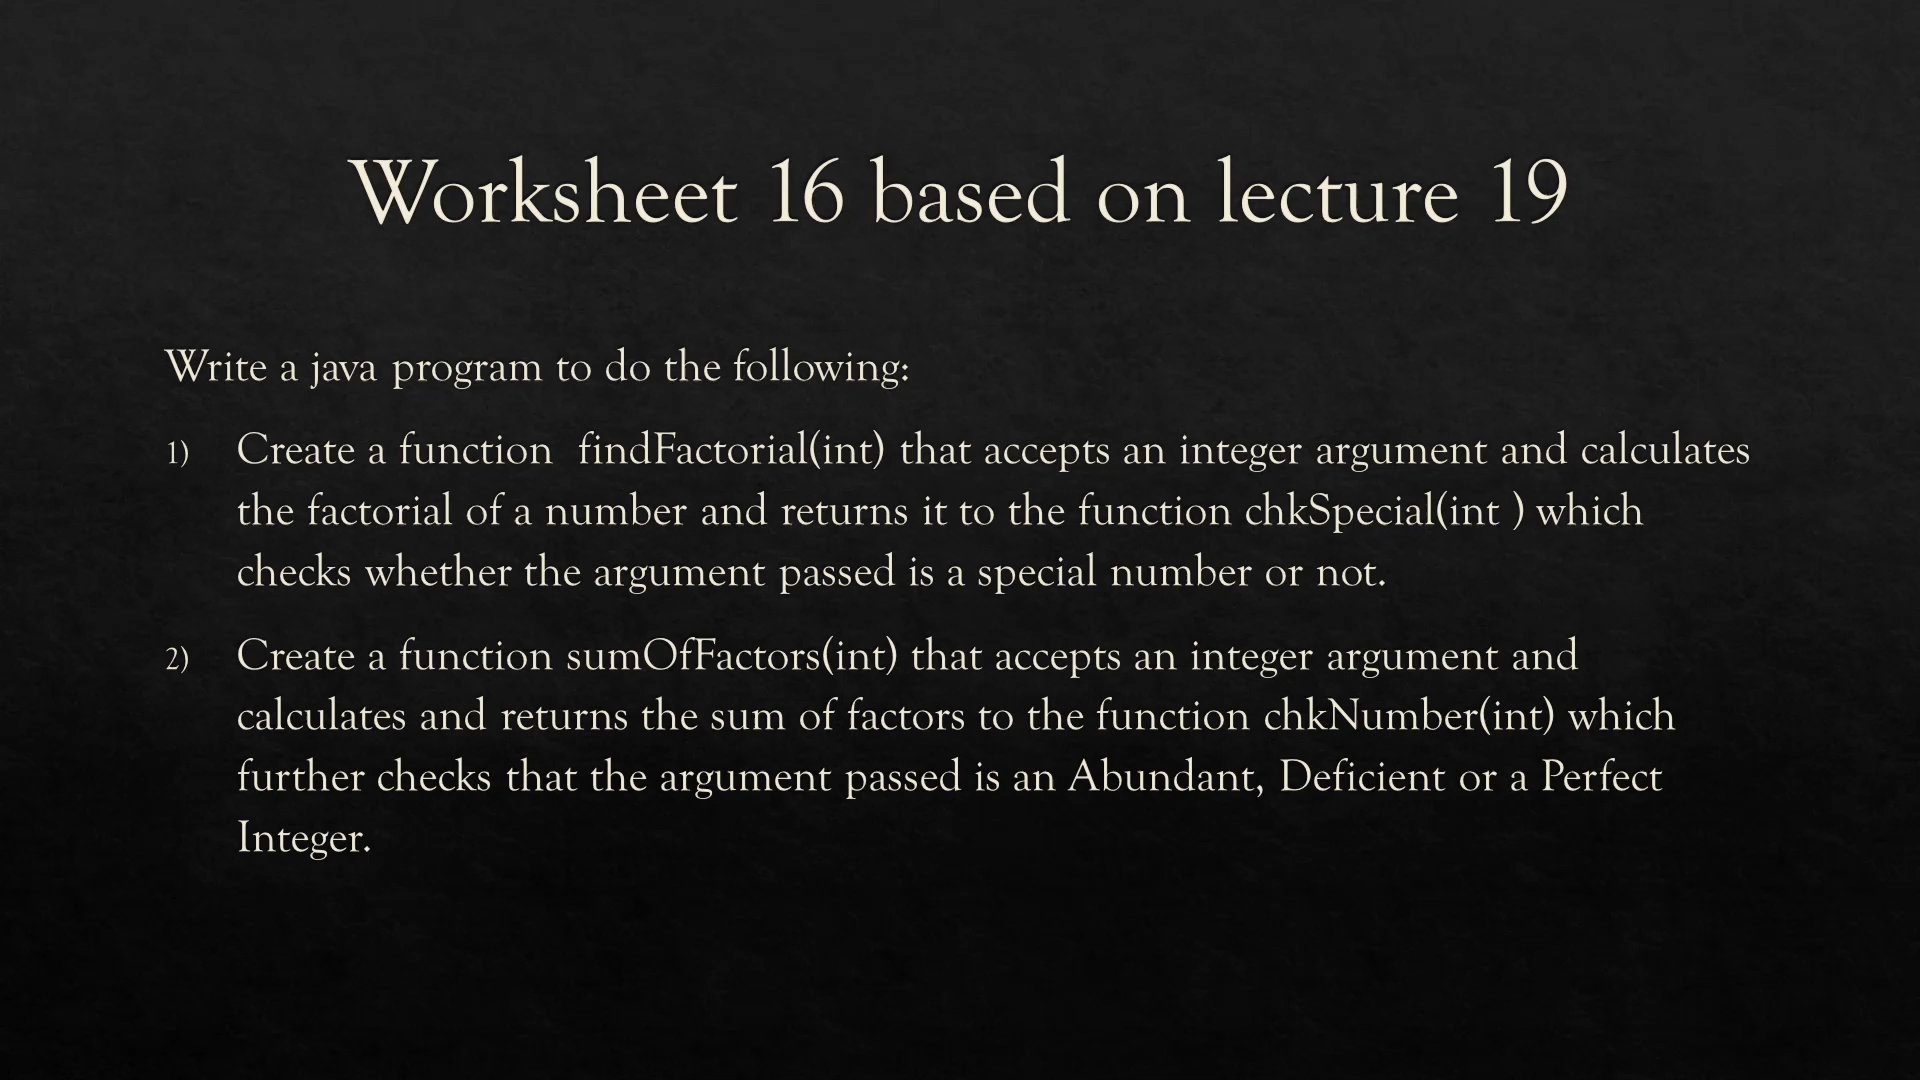 Worksheet 16 based on lecture 19
Write a java program to do the following:
1) Create a function  findFactorial(int) that accepts an integer argument and calculates
the factorial of a number and returns it to the function chkSpecial(int ) which
checks whether the argument passed is a special number or not.
2) Create a function sumOfFactors(int) that accepts an integer argument and
calculates and returns the sum of factors to the function chkNumber(int) which
further checks that the argument passed is an Abundant, Deficient or a Perfect
Integer.